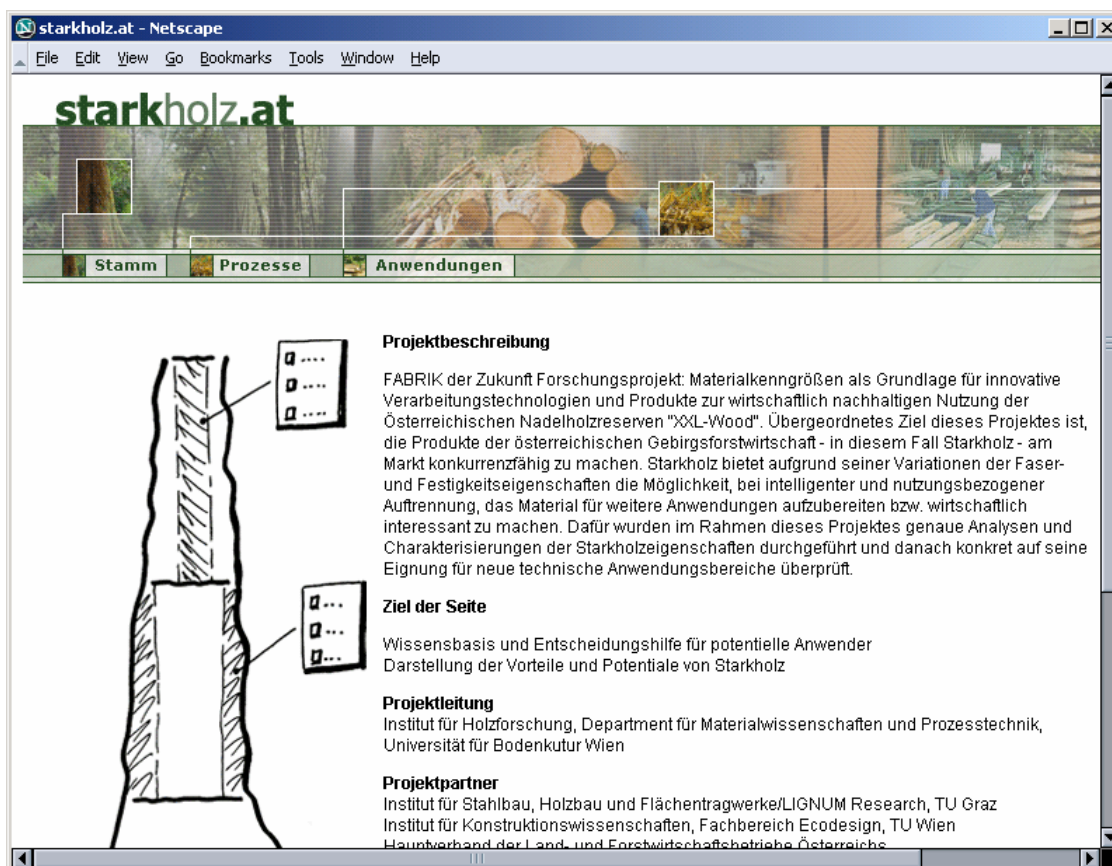 starkholz.at - Netscape
File Edit View Go Bookmarks Tools Window Help
starkholz.at
Stamm Prozesse Anwendungen
Projektbeschreibung
FABRIK der Zukunft Forschungsprojekt: Materialkenngrößen als Grundlage für innovative
Verarbeitungstechnologien und Produkte zur wirtschaftlich nachhaltigen Nutzung der
Österreichischen Nadelholzreserven "XXL-Wood". Übergeordnetes Ziel dieses Projektes ist,
die Produkte der österreichischen Gebirgsforstwirtschaft - in diesem Fall Starkholz - am
Markt konkurrenzfähig zu machen. Starkholz bietet aufgrund seiner Variationen der Faser-
und Festigkeitseigenschaften die Möglichkeit, bei intelligenter und nutzungsbezogener
Auftrennung, das Material für weitere Anwendungen aufzubereiten bzw. wirtschaftlich
interessant zu machen. Dafür wurden im Rahmen dieses Projektes genaue Analysen und
Charakterisierungen der Starkholzeigenschaften durchgeführt und danach konkret auf seine
Eignung für neue technische Anwendungsbereiche überprüft.
Ziel der Seite
Wissensbasis und Entscheidungshilfe für potentielle Anwender
Darstellung der Vorteile und Potentiale von Starkholz
Projektleitung
Institut für Holzforschung, Department für Materialwissenschaften und Prozesstechnik,
Universität für Bodenkutur Wien
Projektpartner
Institut für Stahlbau, Holzbau und Flächentragwerke/LIGNUM Research, TU Graz
Institut für Konstruktionswissenschaften, Fachbereich Ecodesign, TU Wien
Hauptverband der Land- und Forstwirtschaftsbetriebe Österreichs